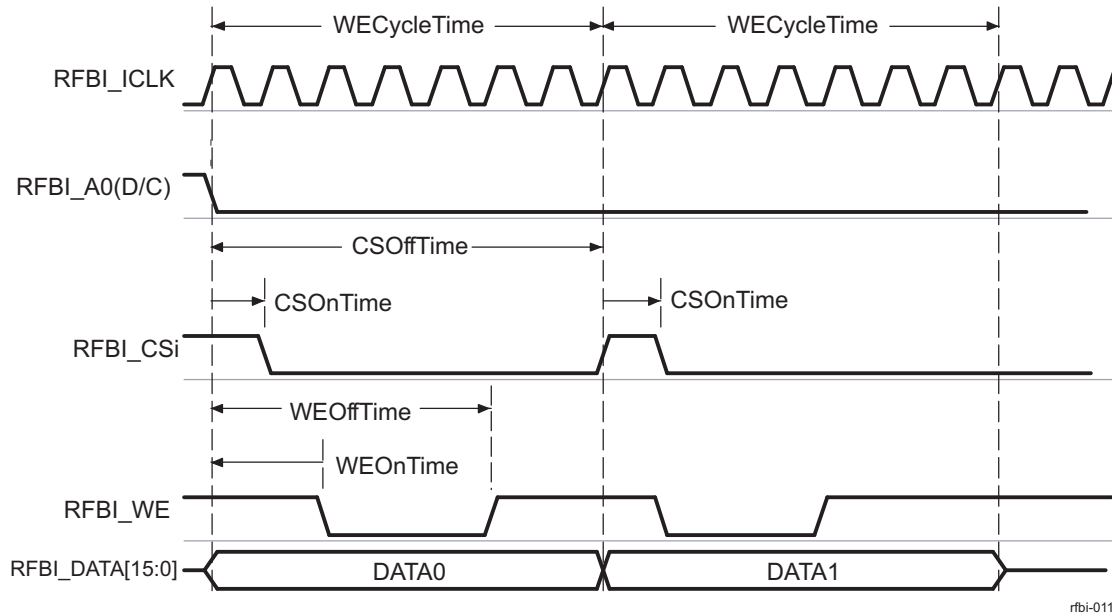 WECycleTime WECycleTime
RFBI_ICLK
RFBI_A0(D/C)
CSOffTime
CSOnTime CSOnTime
RFBI_CSi
WEOffTime
WEOnTime
RFBI_WE
RFBI_DATA[15:0] DATA0 DATA1
rfbi-011